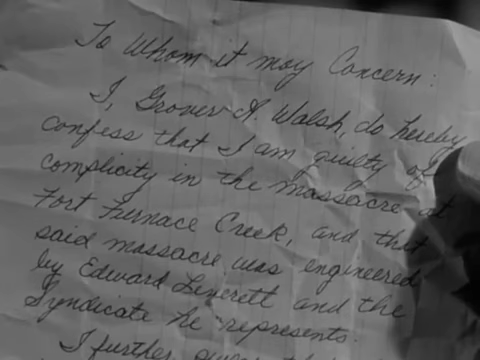 To Whom it may Concern:
I, Grover A. Walsh, do hereby
confess that I am guilty of
complicity in the massacre at
Fort Furnace Creek, and that
said massacre was engineered
by Edward Leverett and the
Syndicate he represents.
I further